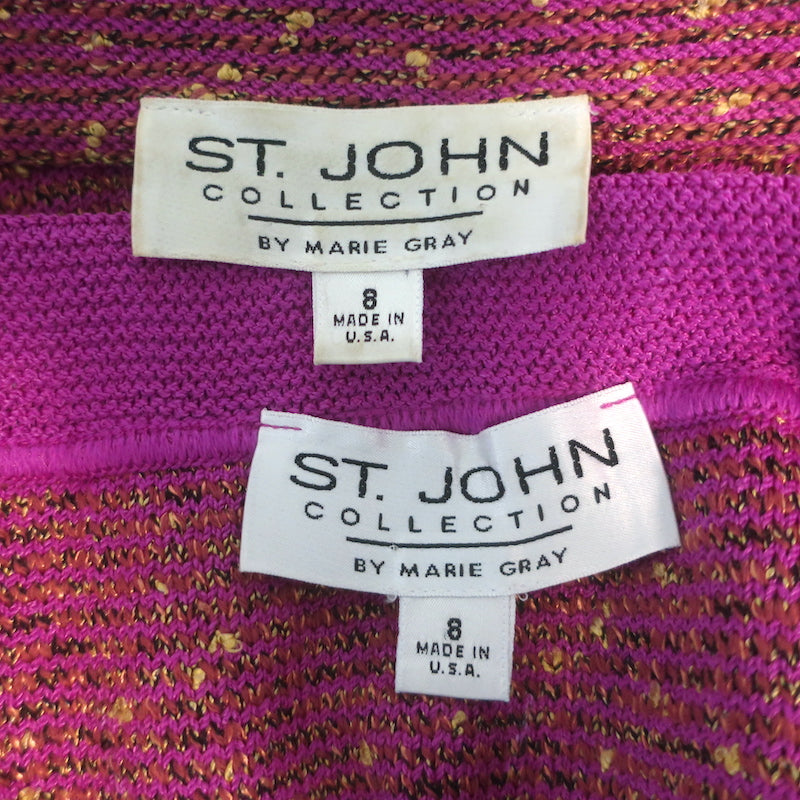 ST. JOHN
COLLECTION
BY MARIE GRAY
8
MADE IN
U.S.A.
ST. JOHN
COLLECTION
BY MARIE GRAY
8
MADE IN
U.S.A.